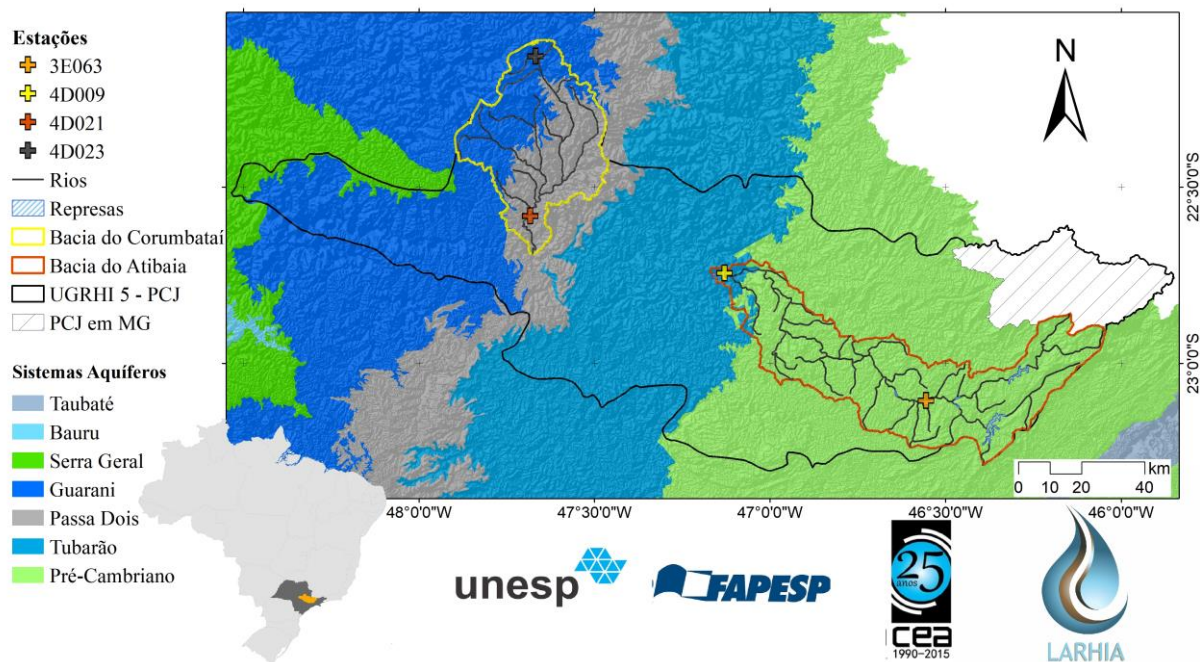 Estações
3E063
4D009
4D021
4D023
Rios
Represas
Bacia do Corumbataí
Bacia do Atibaia
UGRHI 5 - PCJ
PCJ em MG
Sistemas Aquíferos
Taubaté
Bauru
Serra Geral
Guarani
Passa Dois
Tubarão
Pré-Cambriano
N
22°30'0"S
23°0'0"S
km
0 10 20 40
48°0'0"W 47°30'0"W 47°0'0"W 46°30'0"W 46°0'0"W
unesp
FAPESP
25
anos
cea
1990-2015
LARHIA